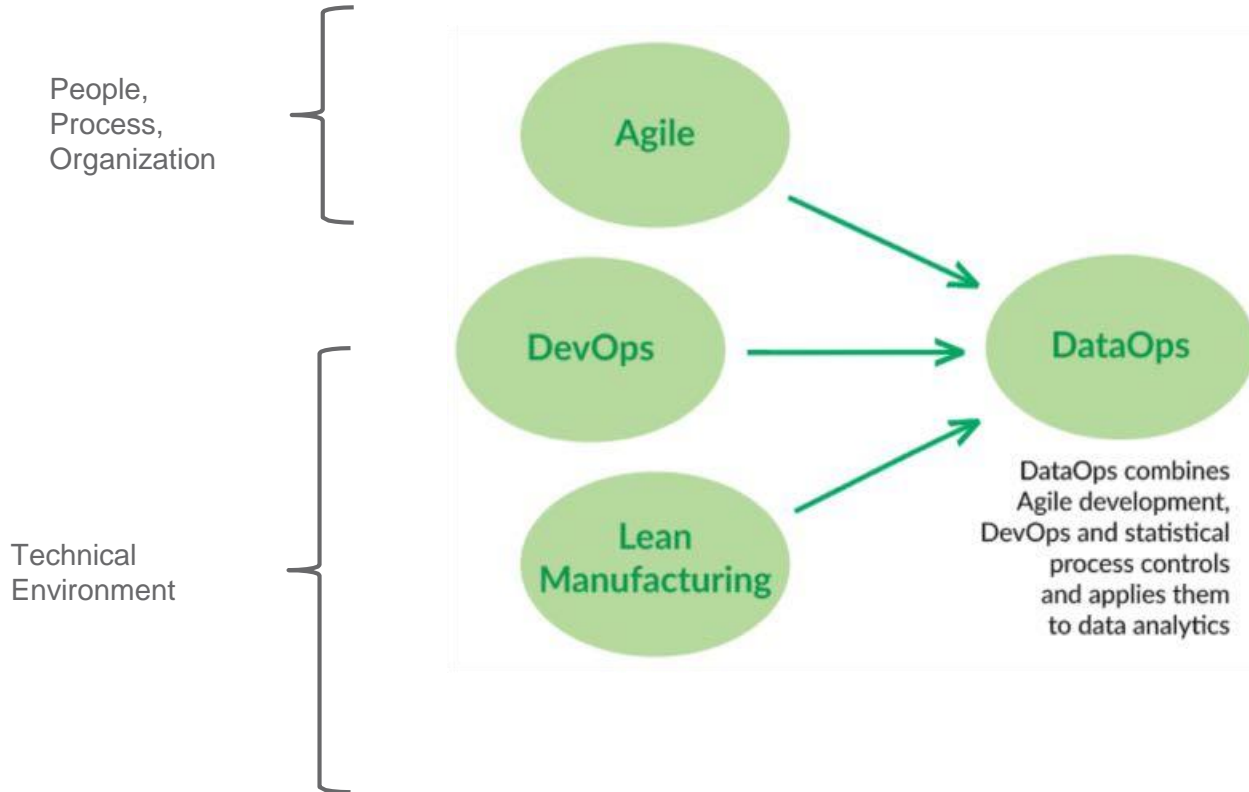 People,
Process,
Organization
Agile
DevOps
DataOps
Lean
Manufacturing
DataOps combines
Agile development,
DevOps and statistical
process controls
and applies them
to data analytics
Technical
Environment